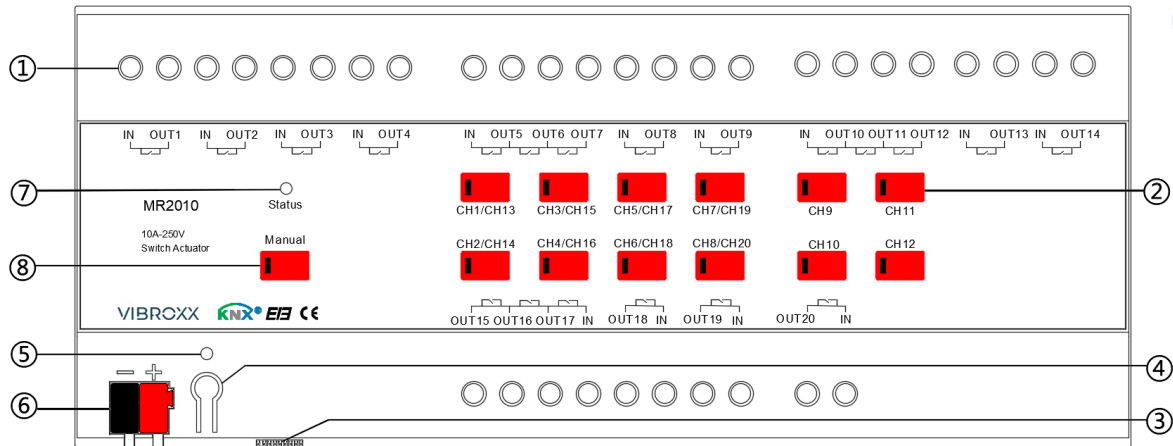 ①
IN OUT1 IN OUT2 IN OUT3 IN OUT4 IN OUT5 OUT6 OUT7 IN OUT8 IN OUT9 IN OUT10 OUT11 OUT12 IN OUT13 IN OUT14
⑦ ②
MR2010 Status CH1/CH13 CH3/CH15 CH5/CH17 CH7/CH19 CH9 CH11
10A-250V
Switch Actuator
Manual CH2/CH14 CH4/CH16 CH6/CH18 CH8/CH20 CH10 CH12
⑧
VIBROXX KNX® EIB CE
OUT15 OUT16 OUT17 IN OUT18 IN OUT19 IN OUT20 IN
⑤
④
− +
⑥
③